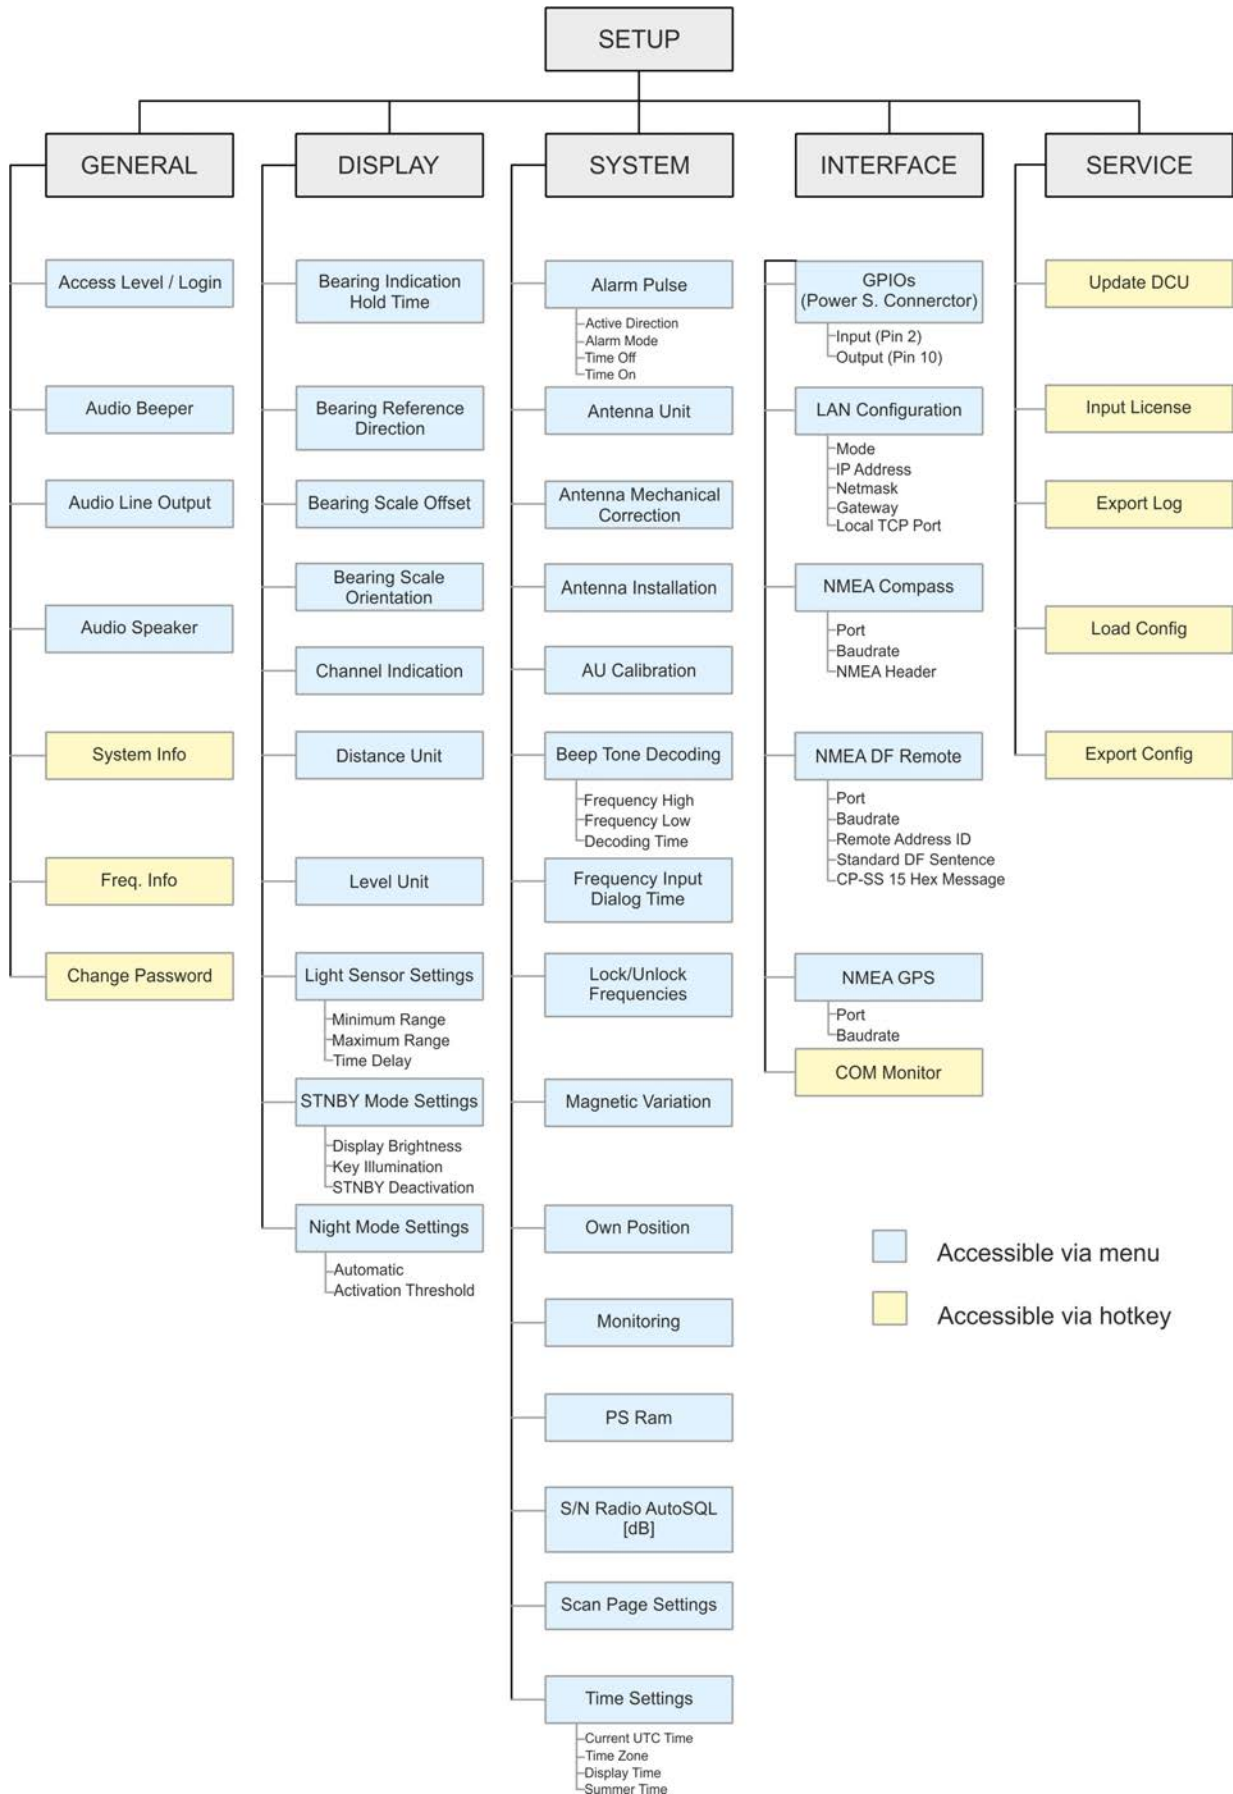 SETUP
GENERAL
Access Level / Login
Audio Beeper
Audio Line Output
Audio Speaker
System Info
Freq. Info
Change Password
DISPLAY
Bearing Indication
Hold Time
Bearing Reference
Direction
Bearing Scale Offset
Bearing Scale
Orientation
Channel Indication
Distance Unit
Level Unit
Light Sensor Settings
Minimum Range
Maximum Range
Time Delay
STNBY Mode Settings
Display Brightness
Key Illumination
STNBY Deactivation
Night Mode Settings
Automatic
Activation Threshold
SYSTEM
Alarm Pulse
Active Direction
Alarm Mode
Time Off
Time On
Antenna Unit
Antenna Mechanical
Correction
Antenna Installation
AU Calibration
Beep Tone Decoding
Frequency High
Frequency Low
Decoding Time
Frequency Input
Dialog Time
Lock/Unlock
Frequencies
Magnetic Variation
Own Position
Monitoring
PS Ram
S/N Radio AutoSQL
[dB]
Scan Page Settings
Time Settings
Current UTC Time
Time Zone
Display Time
Summer Time
INTERFACE
GPIOs
(Power S. Connerctor)
Input (Pin 2)
Output (Pin 10)
LAN Configuration
Mode
IP Address
Netmask
Gateway
Local TCP Port
NMEA Compass
Port
Baudrate
NMEA Header
NMEA DF Remote
Port
Baudrate
Remote Address ID
Standard DF Sentence
CP-SS 15 Hex Message
NMEA GPS
Port
Baudrate
COM Monitor
SERVICE
Update DCU
Input License
Export Log
Load Config
Export Config
Accessible via menu
Accessible via hotkey